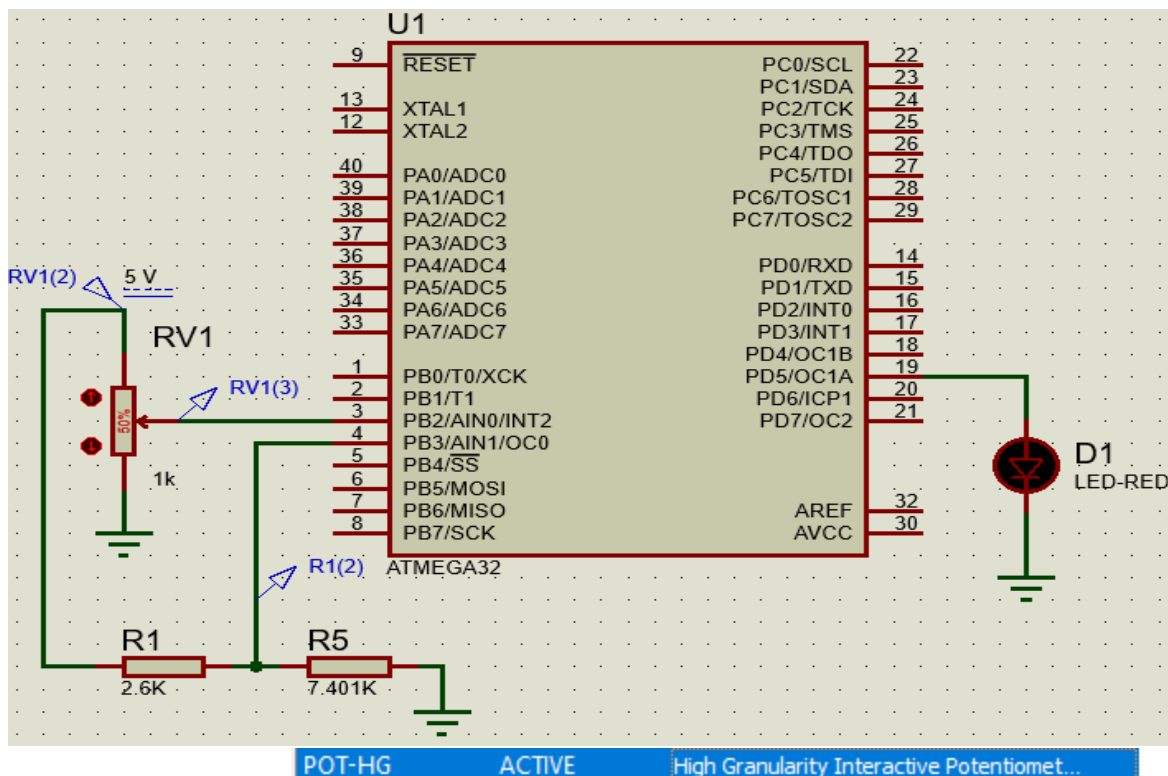 U1
9 RESET
13 XTAL1
12 XTAL2
40 PA0/ADC0
39 PA1/ADC1
38 PA2/ADC2
37 PA3/ADC3
36 PA4/ADC4
35 PA5/ADC5
34 PA6/ADC6
33 PA7/ADC7
1 PB0/T0/XCK
2 PB1/T1
3 PB2/AIN0/INT2
4 PB3/AIN1/OC0
5 PB4/SS
6 PB5/MOSI
7 PB6/MISO
8 PB7/SCK
PC0/SCL 22
PC1/SDA 23
PC2/TCK 24
PC3/TMS 25
PC4/TDO 26
PC5/TDI 27
PC6/TOSC1 28
PC7/TOSC2 29
PD0/RXD 14
PD1/TXD 15
PD2/INT0 16
PD3/INT1 17
PD4/OC1B 18
PD5/OC1A 19
PD6/ICP1 20
PD7/OC2 21
AREF 32
AVCC 30
ATMEGA32
RV1(2)
5 V
RV1
RV1(3)
50%
1k
R1(2)
R1
2.6K
R5
7.401K
D1
LED-RED
POT-HG ACTIVE High Granularity Interactive Potentiomet...